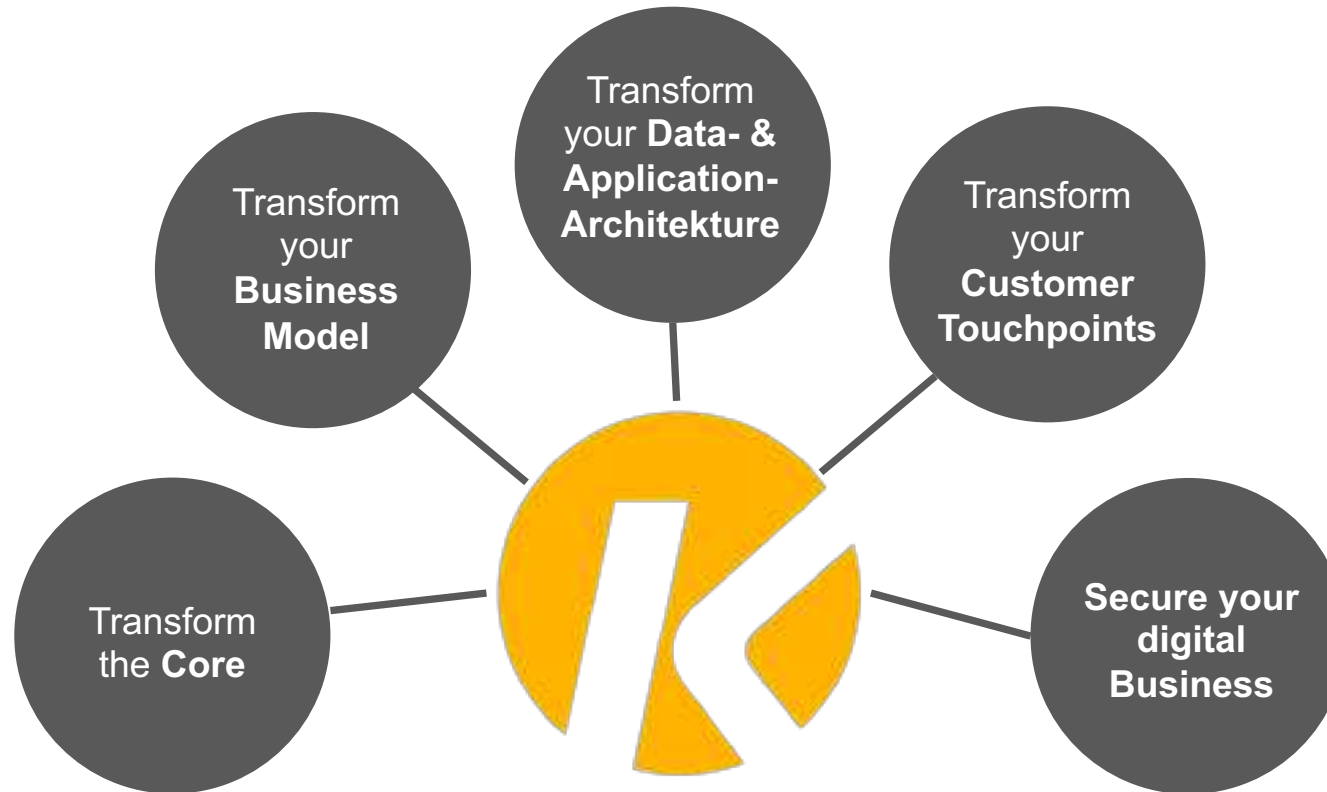 Transform
the Core
Transform
your
Business
Model
Transform
your Data- &
Application-
Architekture
Transform
your
Customer
Touchpoints
Secure your
digital
Business